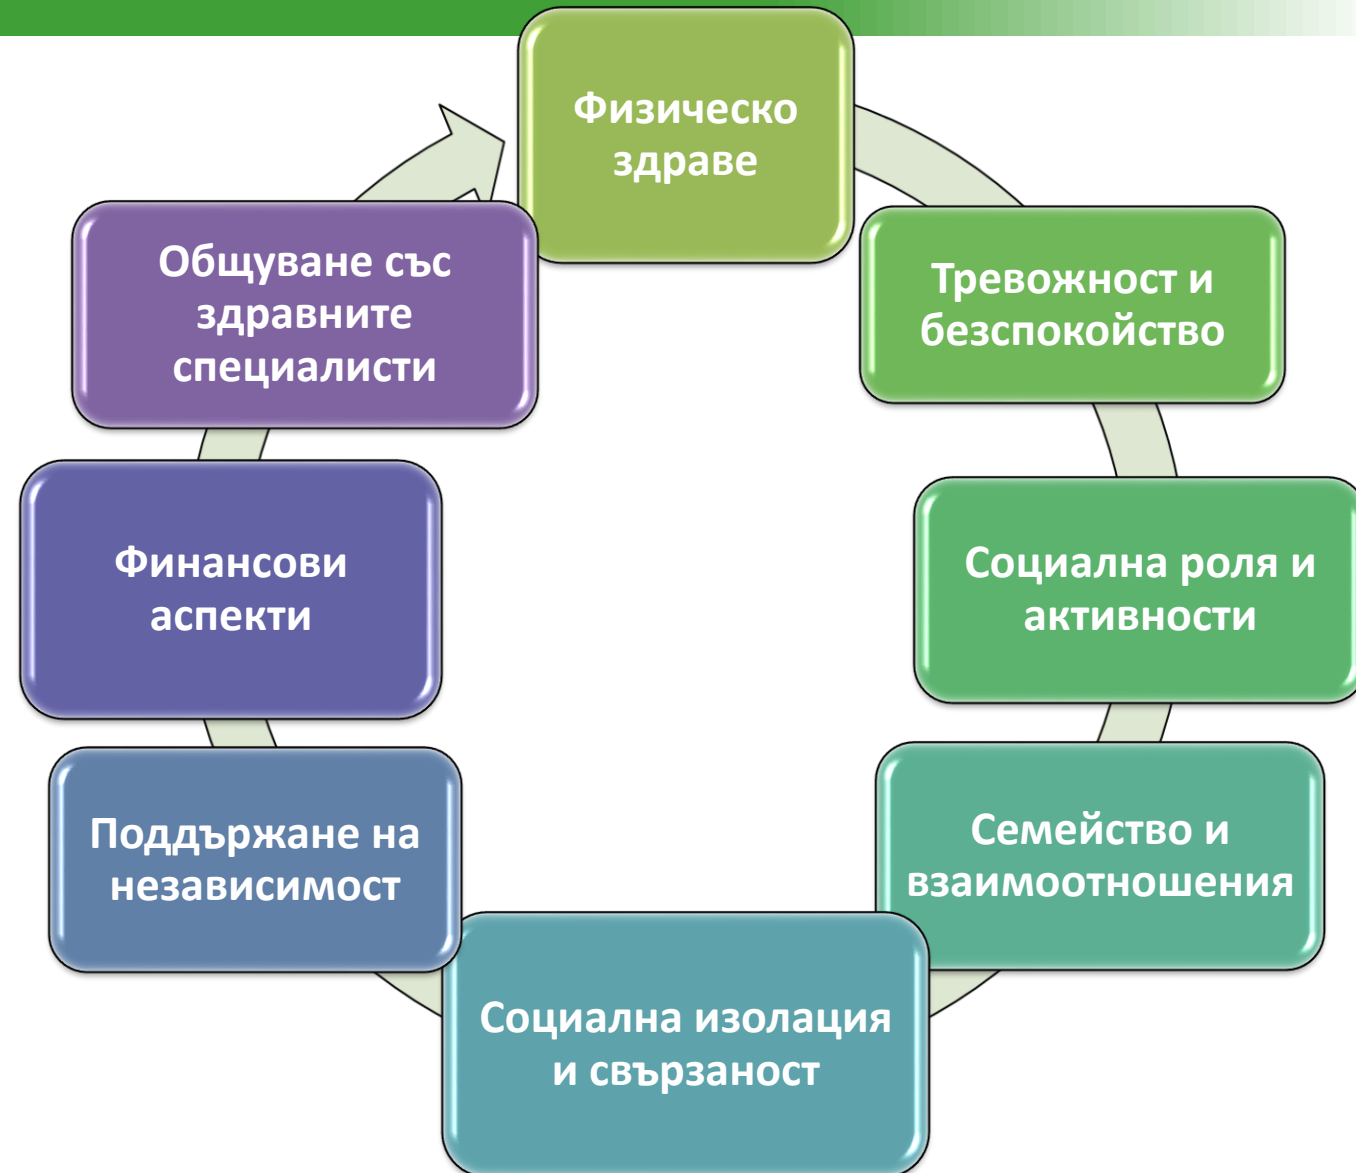 Физическо
здраве
Тревожност и
безспокойство
Социална роля и
активности
Семейство и
взаимоотношения
Социална изолация
и свързаност
Поддържане на
независимост
Финансови
аспекти
Общуване със
здравните
специалисти